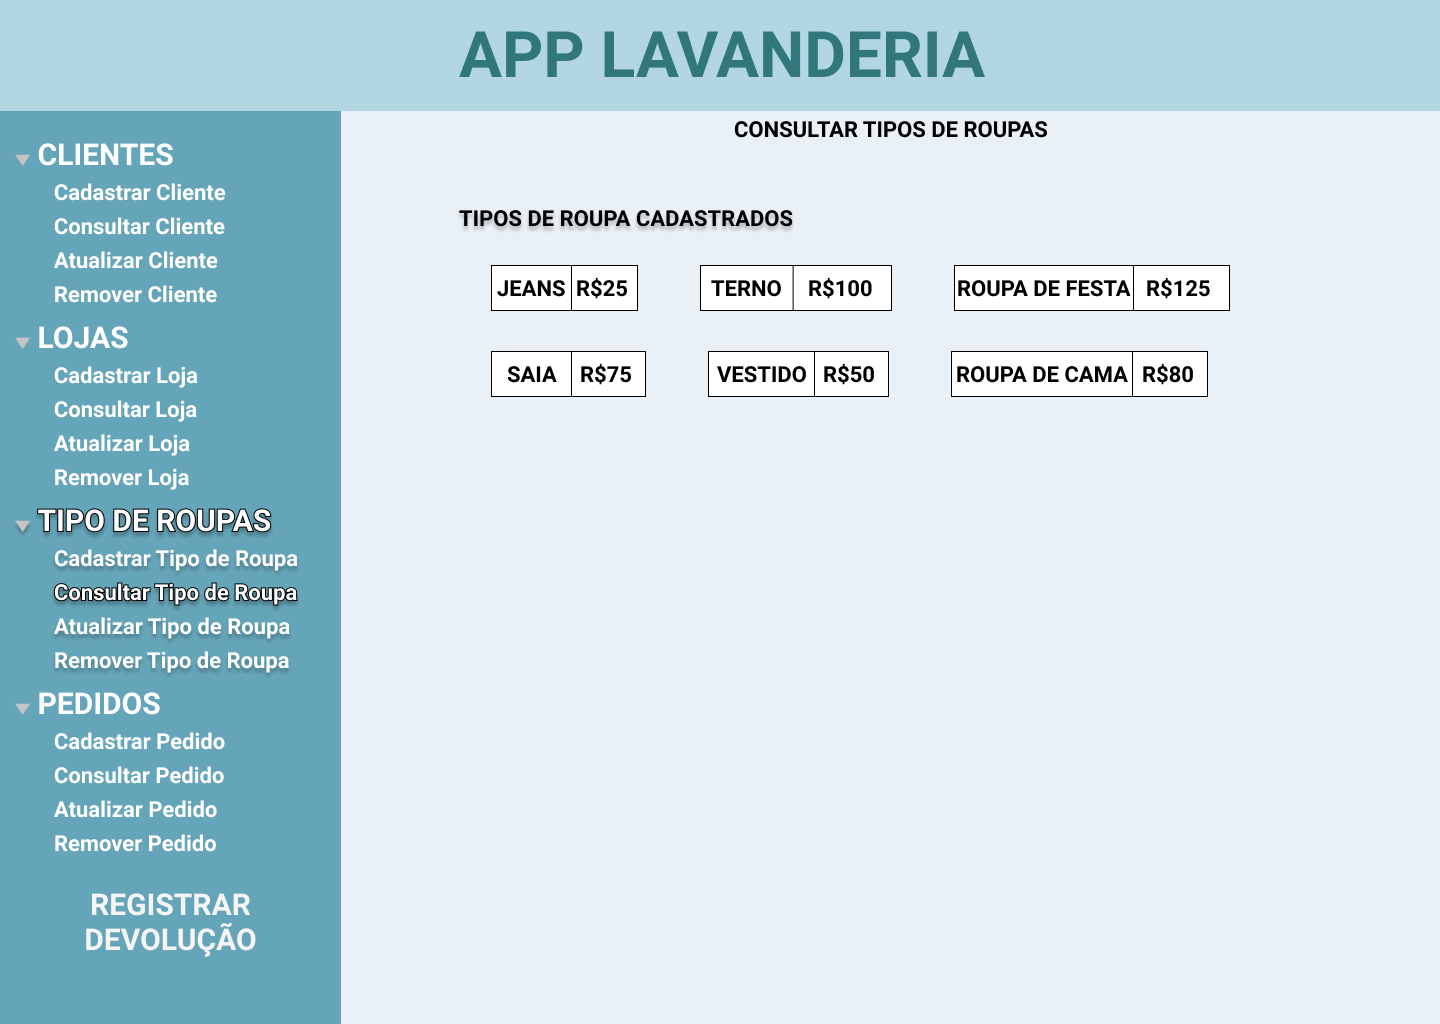 APP LAVANDERIA
CLIENTES
Cadastrar Cliente
Consultar Cliente
Atualizar Cliente
Remover Cliente
LOJAS
Cadastrar Loja
Consultar Loja
Atualizar Loja
Remover Loja
TIPO DE ROUPAS
Cadastrar Tipo de Roupa
Consultar Tipo de Roupa
Atualizar Tipo de Roupa
Remover Tipo de Roupa
PEDIDOS
Cadastrar Pedido
Consultar Pedido
Atualizar Pedido
Remover Pedido
REGISTRAR
DEVOLUÇÃO
CONSULTAR TIPOS DE ROUPAS
TIPOS DE ROUPA CADASTRADOS
JEANS R$25 TERNO R$100 ROUPA DE FESTA R$125
SAIA R$75 VESTIDO R$50 ROUPA DE CAMA R$80